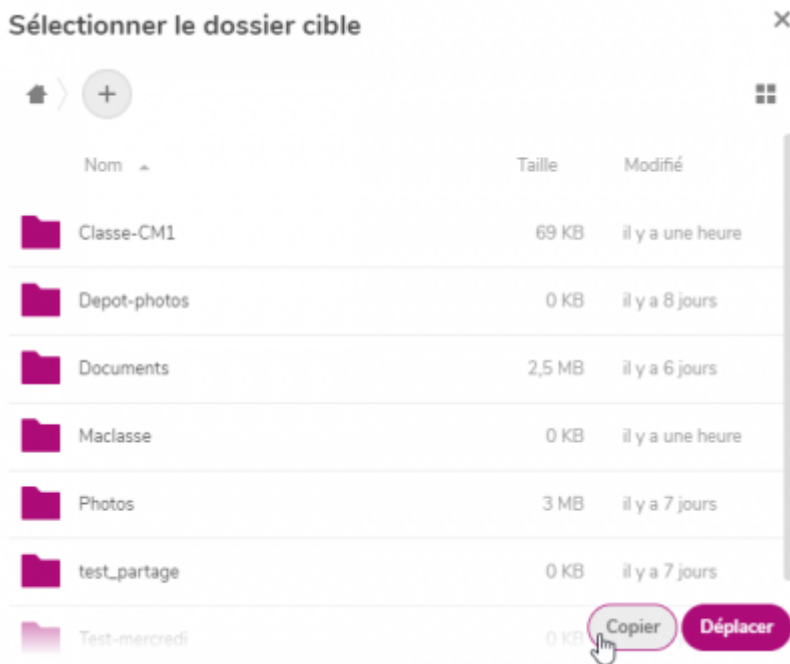 Sélectionner le dossier cible
Nom Taille Modifié
Classe-CM1 69 KB il y a une heure
Depot-photos 0 KB il y a 8 jours
Documents 2,5 MB il y a 6 jours
Maclasse 0 KB il y a une heure
Photos 3 MB il y a 7 jours
test_partage 0 KB il y a 7 jours
Test-mercredi 0 KB
Copier Déplacer